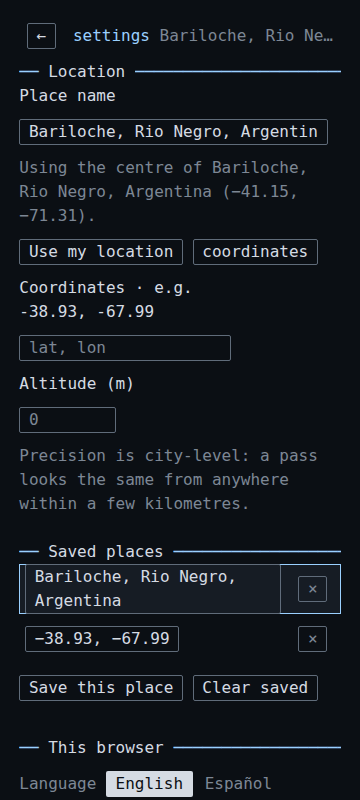 ← settings Bariloche, Rio Ne…
Location
Place name
Bariloche, Rio Negro, Argentin
Using the centre of Bariloche,
Rio Negro, Argentina (−41.15,
−71.31).
Use my location coordinates
Coordinates · e.g.
-38.93, -67.99
lat, lon
Altitude (m)
0
Precision is city-level: a pass
looks the same from anywhere
within a few kilometres.
Saved places
Bariloche, Rio Negro,
Argentina ×
−38.93, −67.99 ×
Save this place Clear saved
This browser
Language English Español